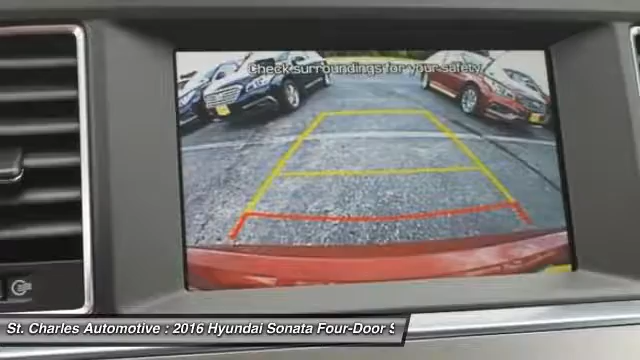 Check surroundings for your safety
St. Charles Automotive : 2016 Hyundai Sonata Four-Door S